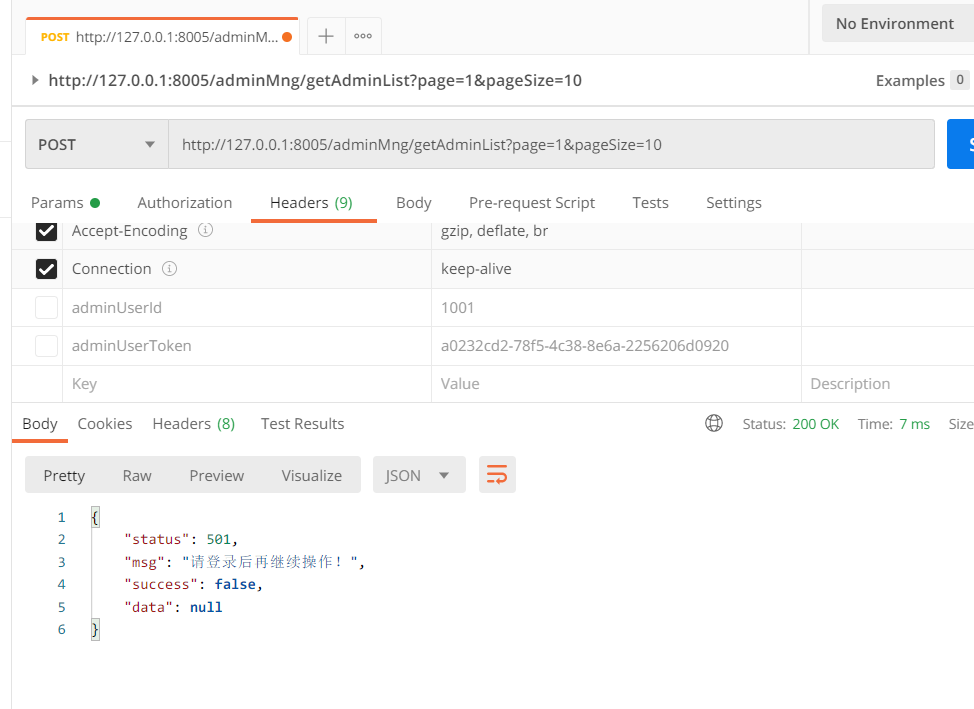 POST http://127.0.0.1:8005/adminM...
No Environment
http://127.0.0.1:8005/adminMng/getAdminList?page=1&pageSize=10 Examples 0
POST http://127.0.0.1:8005/adminMng/getAdminList?page=1&pageSize=10 S
Params Authorization Headers (9) Body Pre-request Script Tests Settings
Accept-Encoding gzip, deflate, br
Connection keep-alive
adminUserId 1001
adminUserToken a0232cd2-78f5-4c38-8e6a-2256206d0920
Key Value Description
Body Cookies Headers (8) Test Results Status: 200 OK Time: 7 ms Size
Pretty Raw Preview Visualize JSON
1 {
2 "status": 501,
3 "msg": "请登录后再继续操作！",
4 "success": false,
5 "data": null
6 }